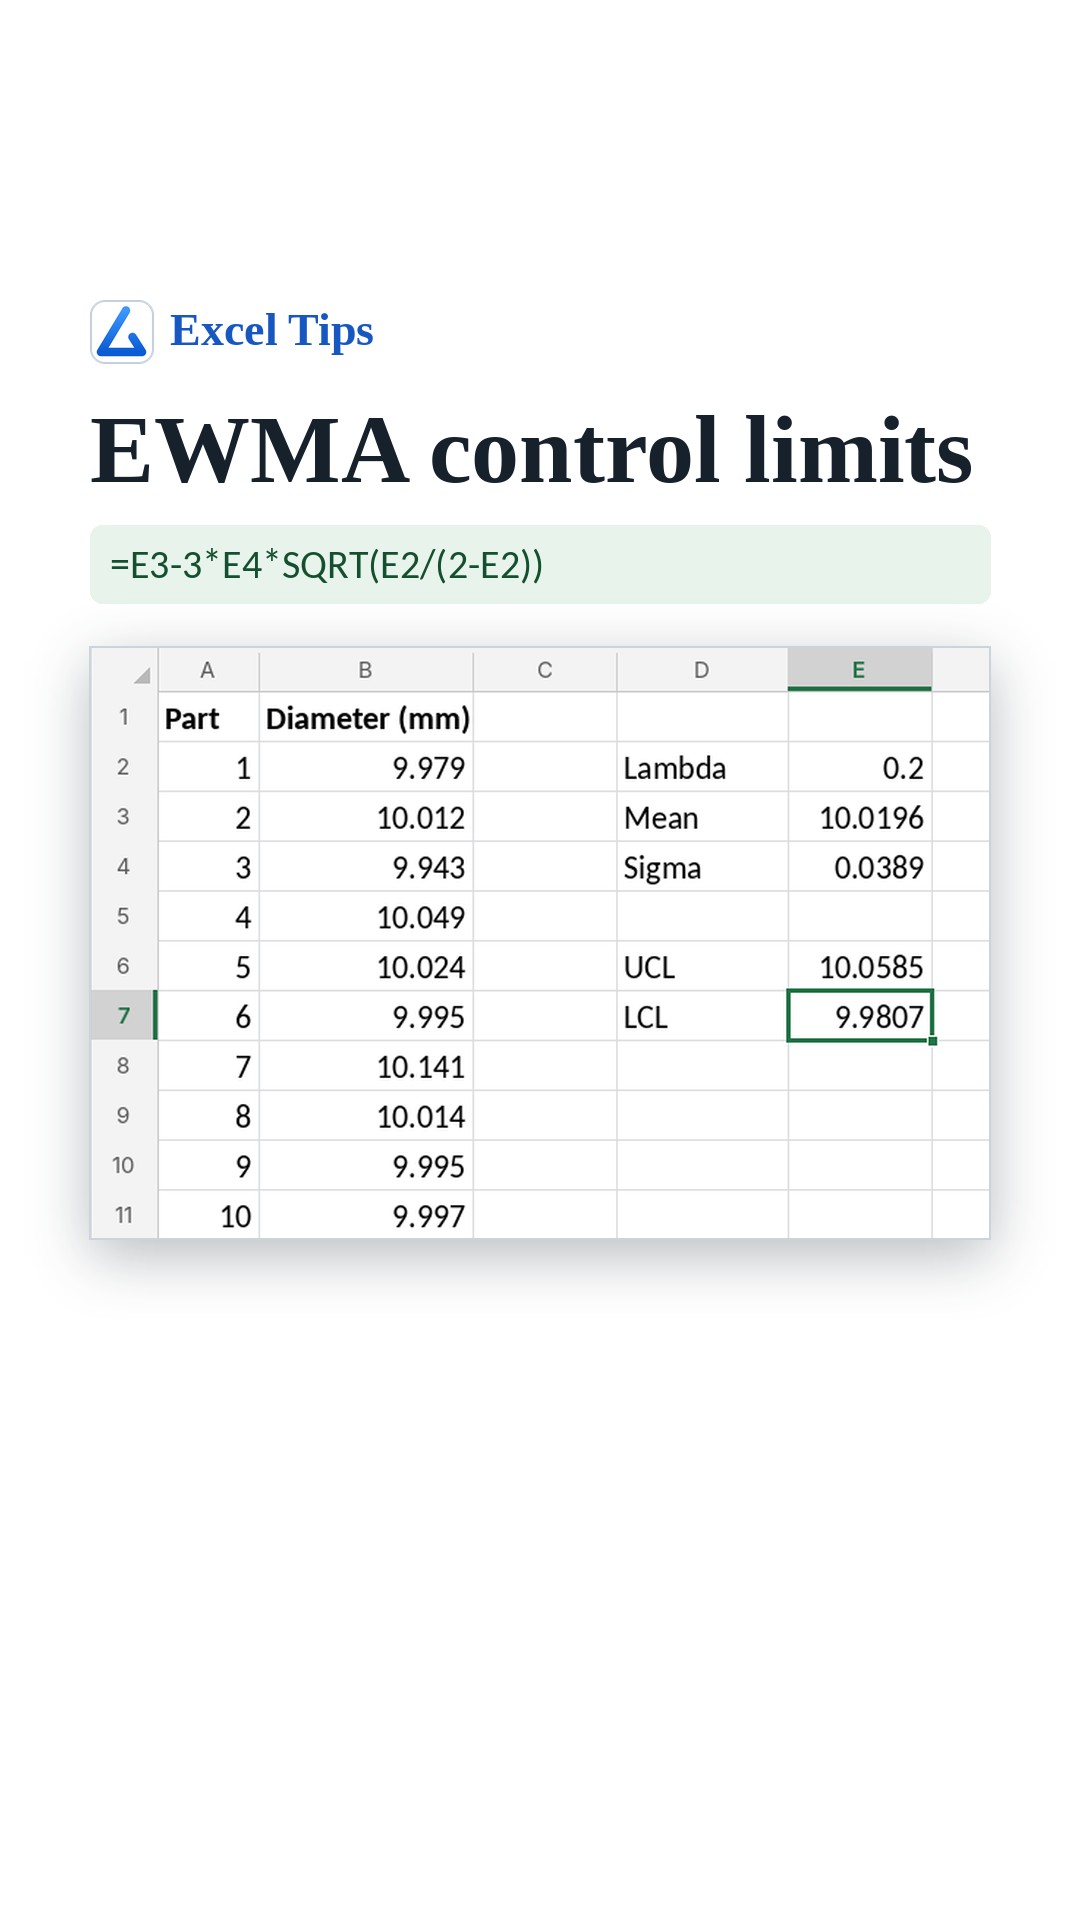 Excel Tips
EWMA control limits
=E3-3*E4*SQRT(E2/(2-E2))
A B C D E
1 Part Diameter (mm)
2 1 9.979 Lambda 0.2
3 2 10.012 Mean 10.0196
4 3 9.943 Sigma 0.0389
5 4 10.049
6 5 10.024 UCL 10.0585
7 6 9.995 LCL 9.9807
8 7 10.141
9 8 10.014
10 9 9.995
11 10 9.997